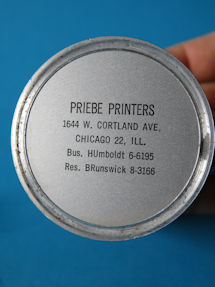 PRIEBE PRINTERS
1644 W. CORTLAND AVE.
CHICAGO 22, ILL.
Bus. HUmboldt 6-6195
Res. BRunswick 8-3166